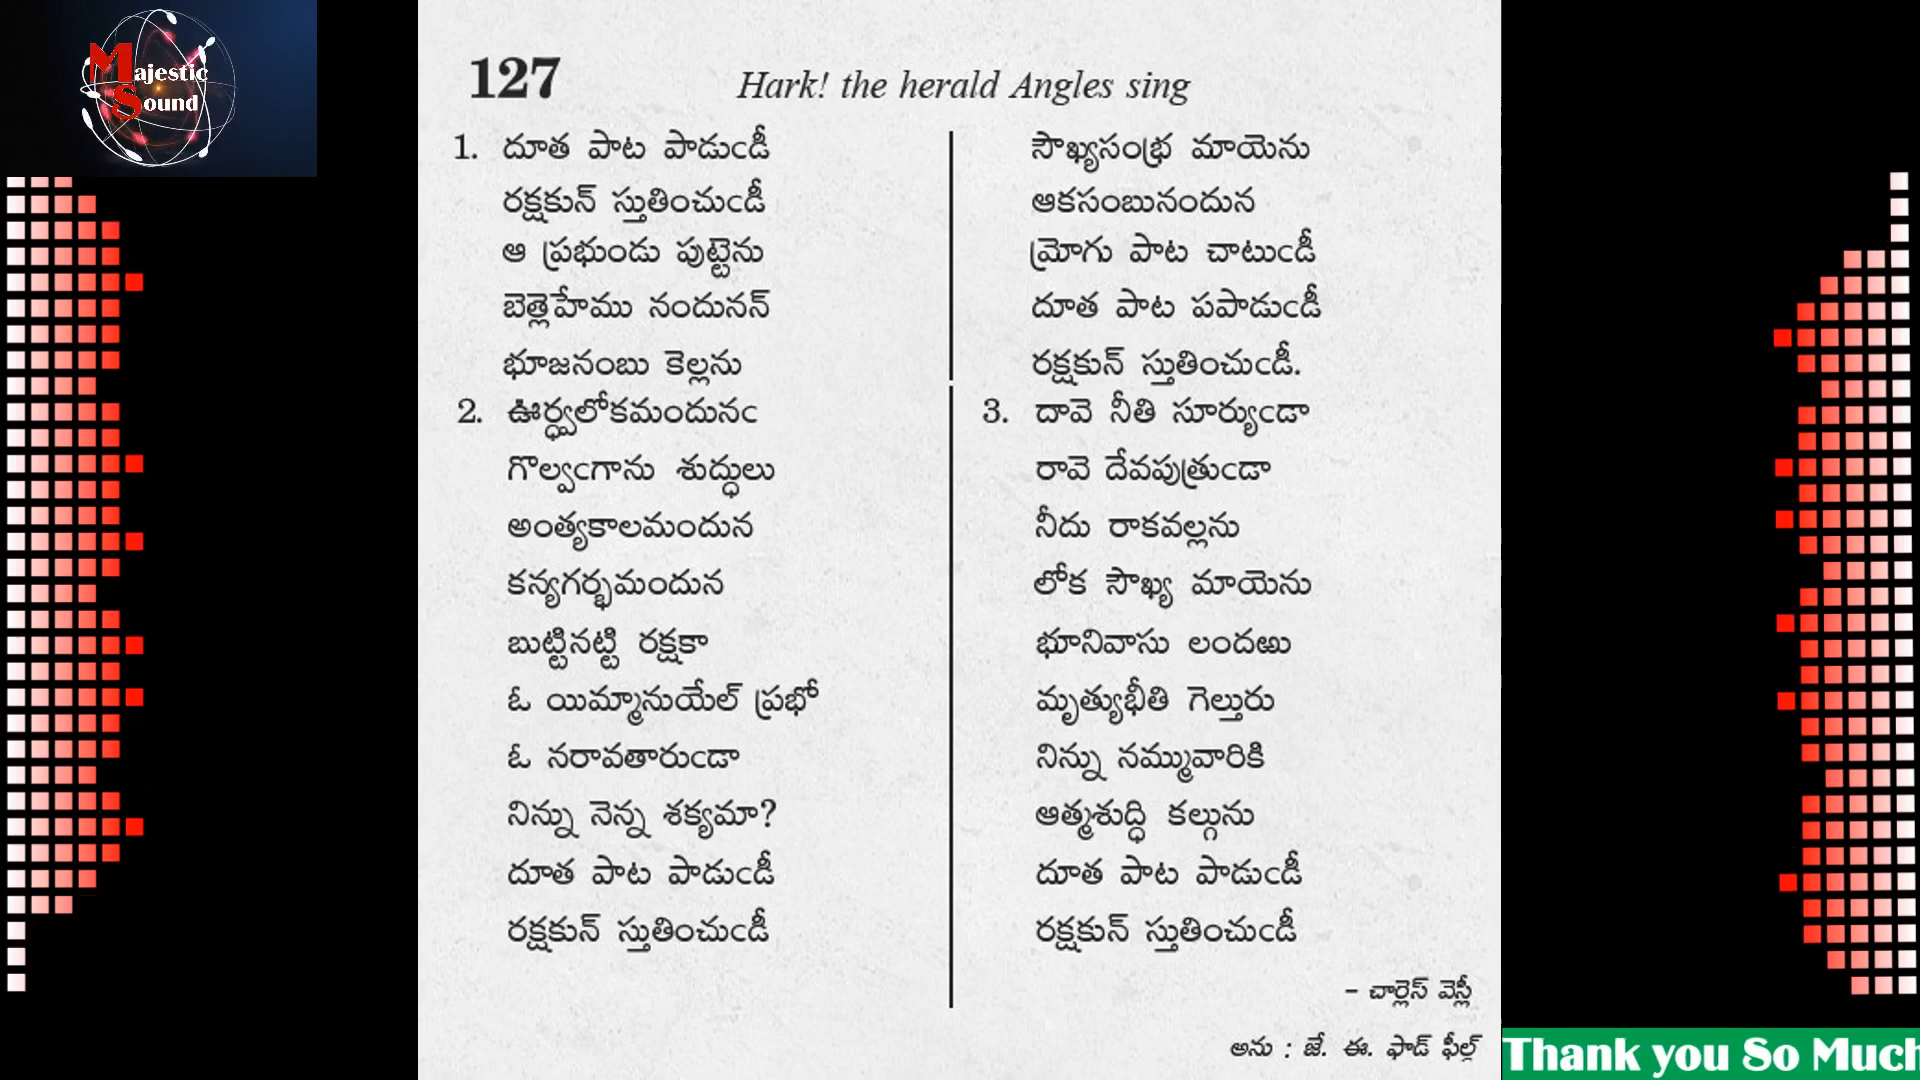 Majestic
Sound
127
Hark! the herald Angles sing
1. దూత పాట పాడుఁడీ
రక్షకున్ స్తుతించుఁడీ
ఆ ప్రభుండు పుట్టెను
బెత్లెహేము నందునన్
భూజనంబు కెల్లను
సౌఖ్యసంభ్ర మాయెను
ఆకసంబునందున
మ్రోగు పాట చాటుఁడీ
దూత పాట పపాడుఁడీ
రక్షకున్ స్తుతించుఁడీ.
2. ఊర్ధ్వలోకమందునఁ
గొల్వఁగాను శుద్ధులు
అంత్యకాలమందున
కన్యగర్భమందున
బుట్టినట్టి రక్షకా
ఓ యిమ్మానుయేల్ ప్రభో
ఓ నరావతారుఁడా
నిన్ను నెన్న శక్యమా?
దూత పాట పాడుఁడీ
రక్షకున్ స్తుతించుఁడీ
3. దావె నీతి సూర్యుఁడా
రావె దేవపుత్రుఁడా
నీదు రాకవల్లను
లోక సౌఖ్య మాయెను
భూనివాసు లందఱు
మృత్యుభీతి గెల్తురు
నిన్ను నమ్మువారికి
ఆత్మశుద్ధి కల్గును
దూత పాట పాడుఁడీ
రక్షకున్ స్తుతించుఁడీ
– చార్లెస్ వెస్లీ
అను : జే. ఈ. ఫాడ్ ఫీల్డ్
Thank you So Much